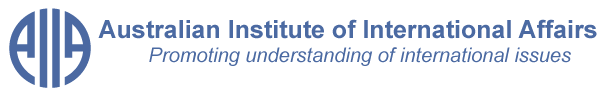 AIIA Australian Institute of International Affairs
Promoting understanding of international issues